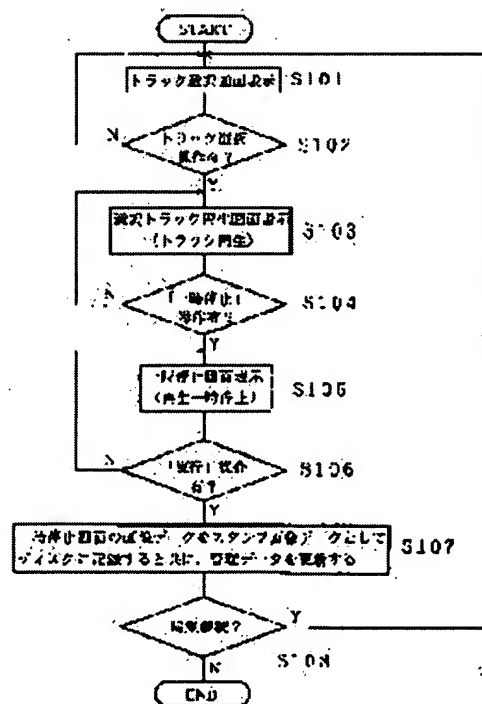 START
トラック選択画面表示 S101
トラック選択
操作有? S102
N
Y
選択トラック再生画面表示
(トラック再生) S103
「一時停止」
操作有? S104
N
Y
一時停止画面表示
(再生一時停止) S105
操作
有? S106
N
Y
一時停止画面の画像データをスタンプ画像データとして
ディスクに記録すると共に、管理データを更新する S107
Y
N
S108
END